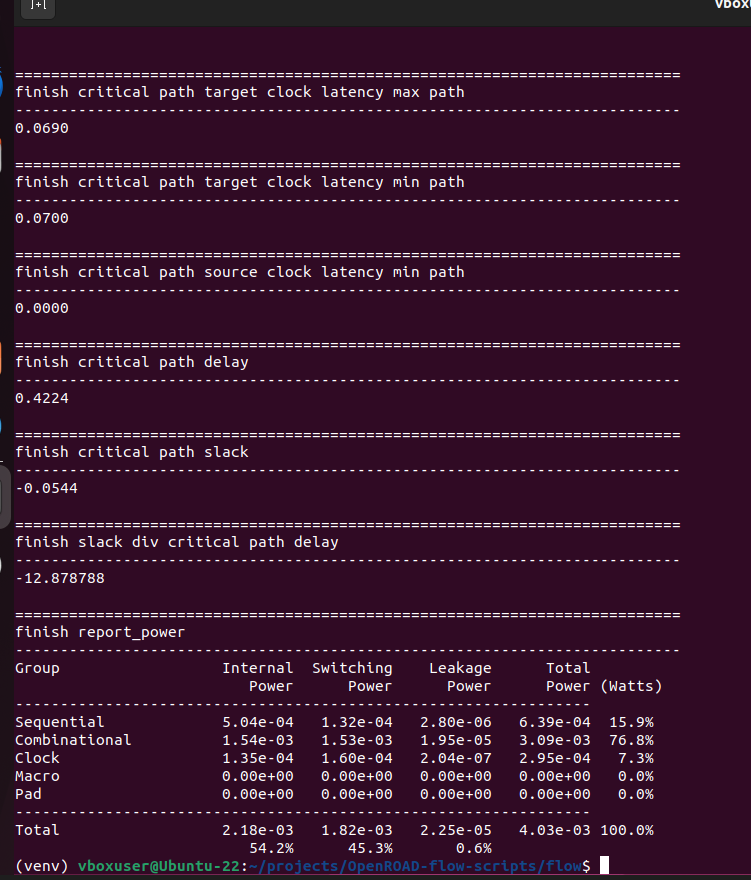 vbox
==========================================================================
finish critical path target clock latency max path
--------------------------------------------------------------------------
0.0690
==========================================================================
finish critical path target clock latency min path
--------------------------------------------------------------------------
0.0700
==========================================================================
finish critical path source clock latency min path
--------------------------------------------------------------------------
0.0000
==========================================================================
finish critical path delay
--------------------------------------------------------------------------
0.4224
==========================================================================
finish critical path slack
--------------------------------------------------------------------------
-0.0544
==========================================================================
finish slack div critical path delay
--------------------------------------------------------------------------
-12.878788
==========================================================================
finish report_power
--------------------------------------------------------------------------
Group                  Internal  Switching    Leakage      Total
                          Power      Power      Power      Power (Watts)
----------------------------------------------------------------
Sequential             5.04e-04   1.32e-04   2.80e-06   6.39e-04  15.9%
Combinational          1.54e-03   1.53e-03   1.95e-05   3.09e-03  76.8%
Clock                  1.35e-04   1.60e-04   2.04e-07   2.95e-04   7.3%
Macro                  0.00e+00   0.00e+00   0.00e+00   0.00e+00   0.0%
Pad                    0.00e+00   0.00e+00   0.00e+00   0.00e+00   0.0%
----------------------------------------------------------------
Total                  2.18e-03   1.82e-03   2.25e-05   4.03e-03 100.0%
                          54.2%      45.3%       0.6%
(venv) vboxuser@Ubuntu-22:~/projects/OpenROAD-flow-scripts/flow$